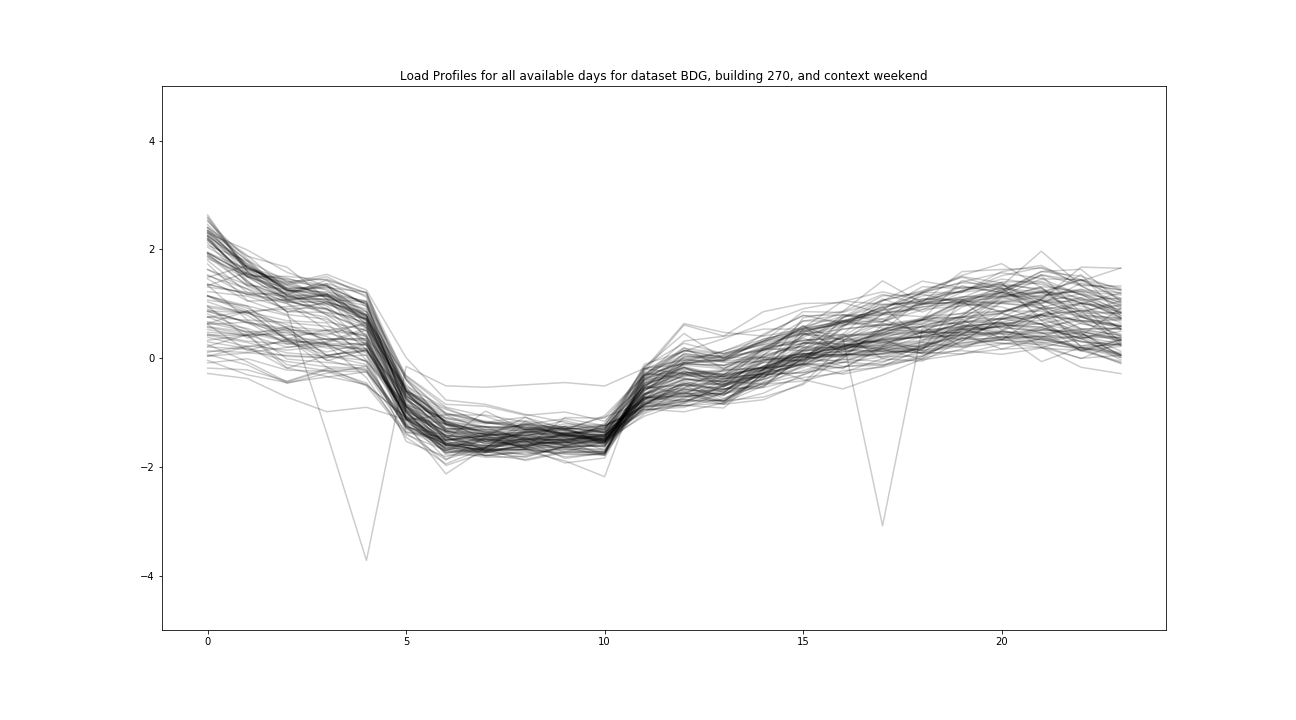 Load Profiles for all available days for dataset BDG, building 270, and context weekend
4
2
0
−2
−4
0 5 10 15 20